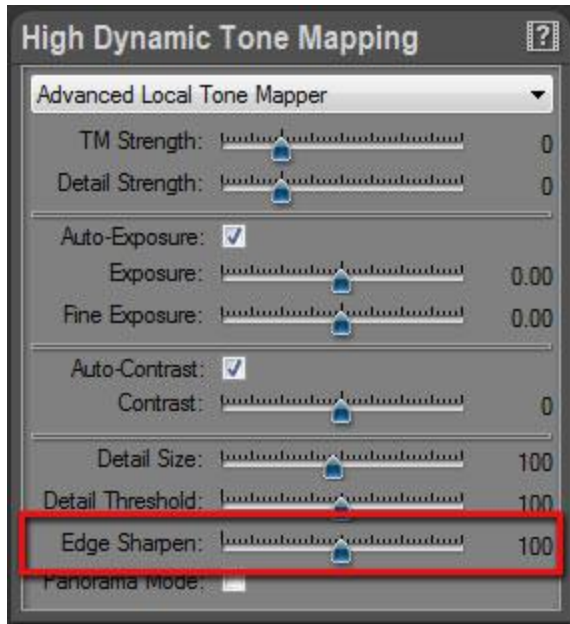 High Dynamic Tone Mapping ?
Advanced Local Tone Mapper
TM Strength: 0
Detail Strength: 0
Auto-Exposure:
Exposure: 0.00
Fine Exposure: 0.00
Auto-Contrast:
Contrast: 0
Detail Size: 100
Detail Threshold: 100
Edge Sharpen: 100
Panorama Mode: